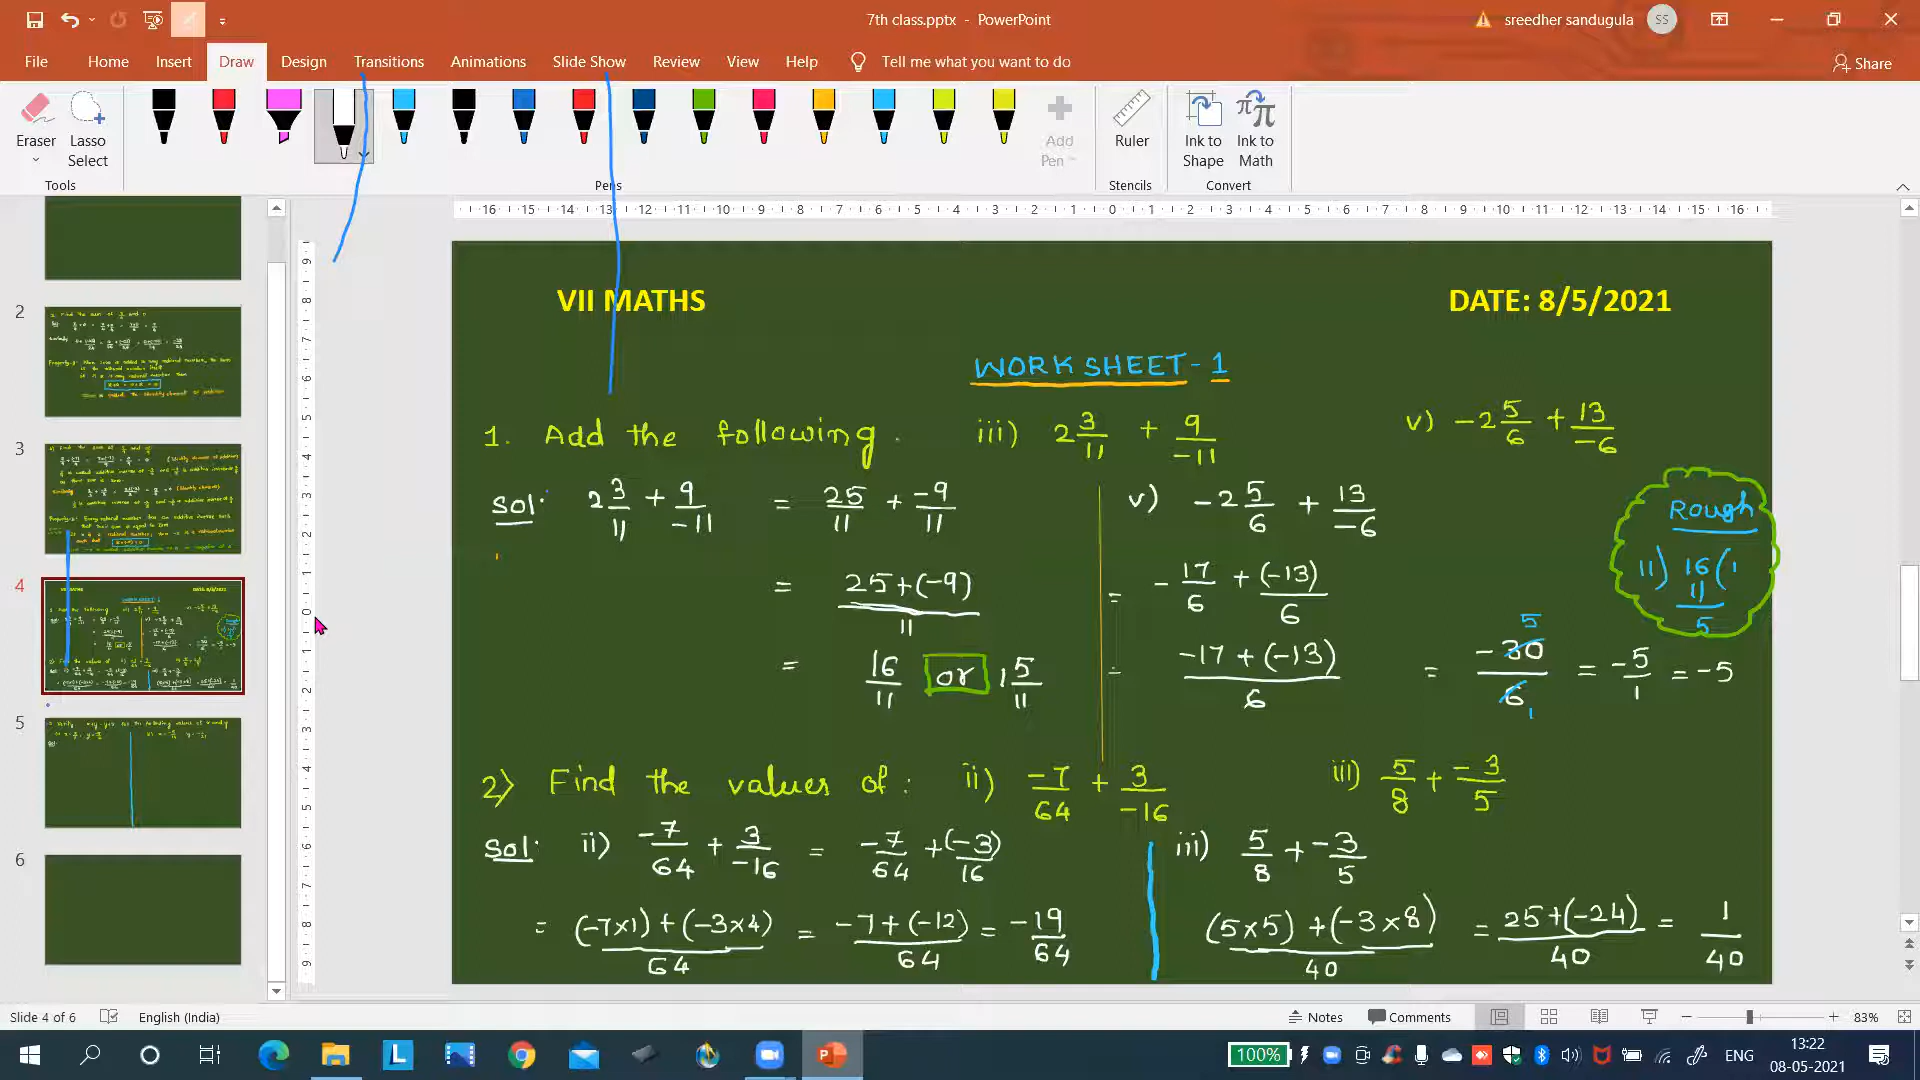 7th class.pptx - PowerPoint
sreedher sandugula SS
File Home Insert Draw Design Transitions Animations Slide Show Review View Help Tell me what you want to do Share
Eraser Lasso Select Add Pen Ruler Ink to Shape Ink to Math
Tools Pens Stencils Convert
VII MATHS DATE: 8/5/2021
WORKSHEET-1
1. Add the following. iii) 2 3/11 + 9/-11 v) -2 5/6 + 13/-6
Sol: 2 3/11 + 9/-11 = 25/11 + -9/11
= 25+(-9)/11
= 16/11 or 1 5/11
v) -2 5/6 + 13/-6
= -17/6 + (-13)/6
= -17+(-13)/6 = -30/6 = -5/1 = -5
5
1
Rough
11) 16 (1
11
5
2) Find the values of: ii) -7/64 + 3/-16 iii) 5/8 + -3/5
Sol: ii) -7/64 + 3/-16 = -7/64 + (-3)/16
= (-7×1)+(-3×4)/64 = -7+(-12)/64 = -19/64
iii) 5/8 + -3/5
(5×5)+(-3×8)/40 = 25+(-24)/40 = 1/40
2
3
4
5
6
Slide 4 of 6 English (India) Notes Comments 83%
100% ENG 13:22
08-05-2021